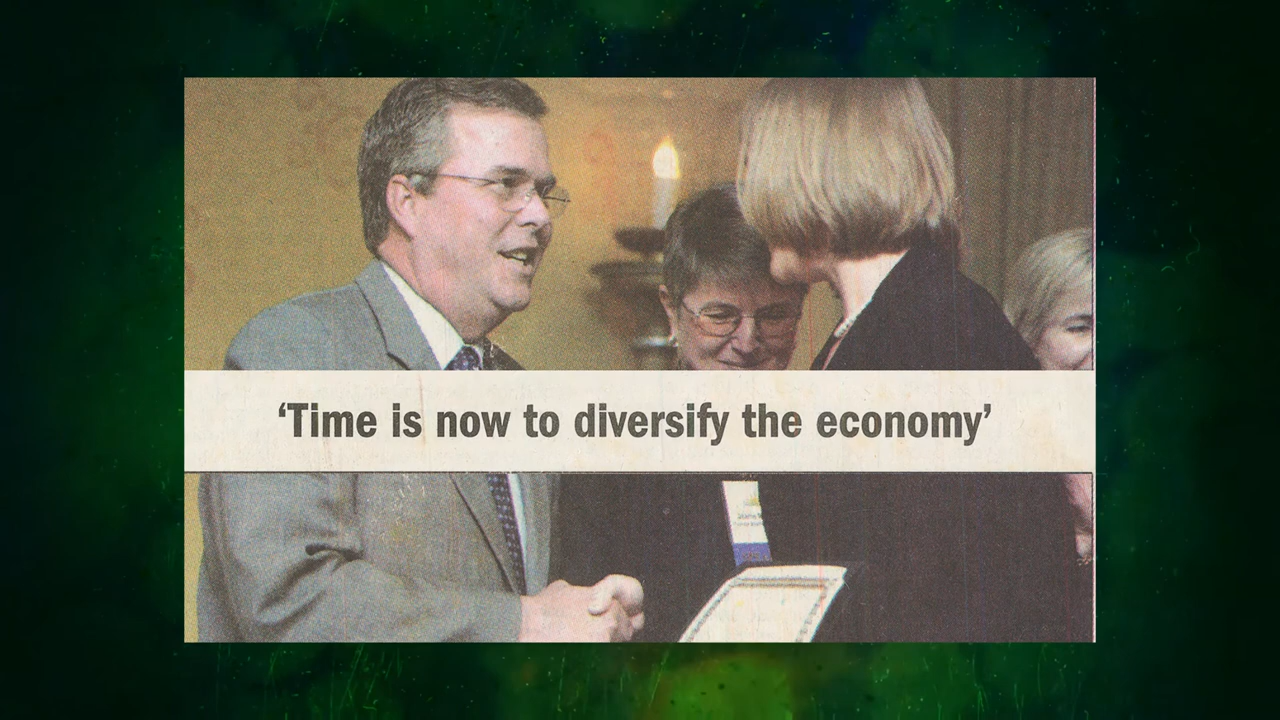 ‘Time is now to diversify the economy’